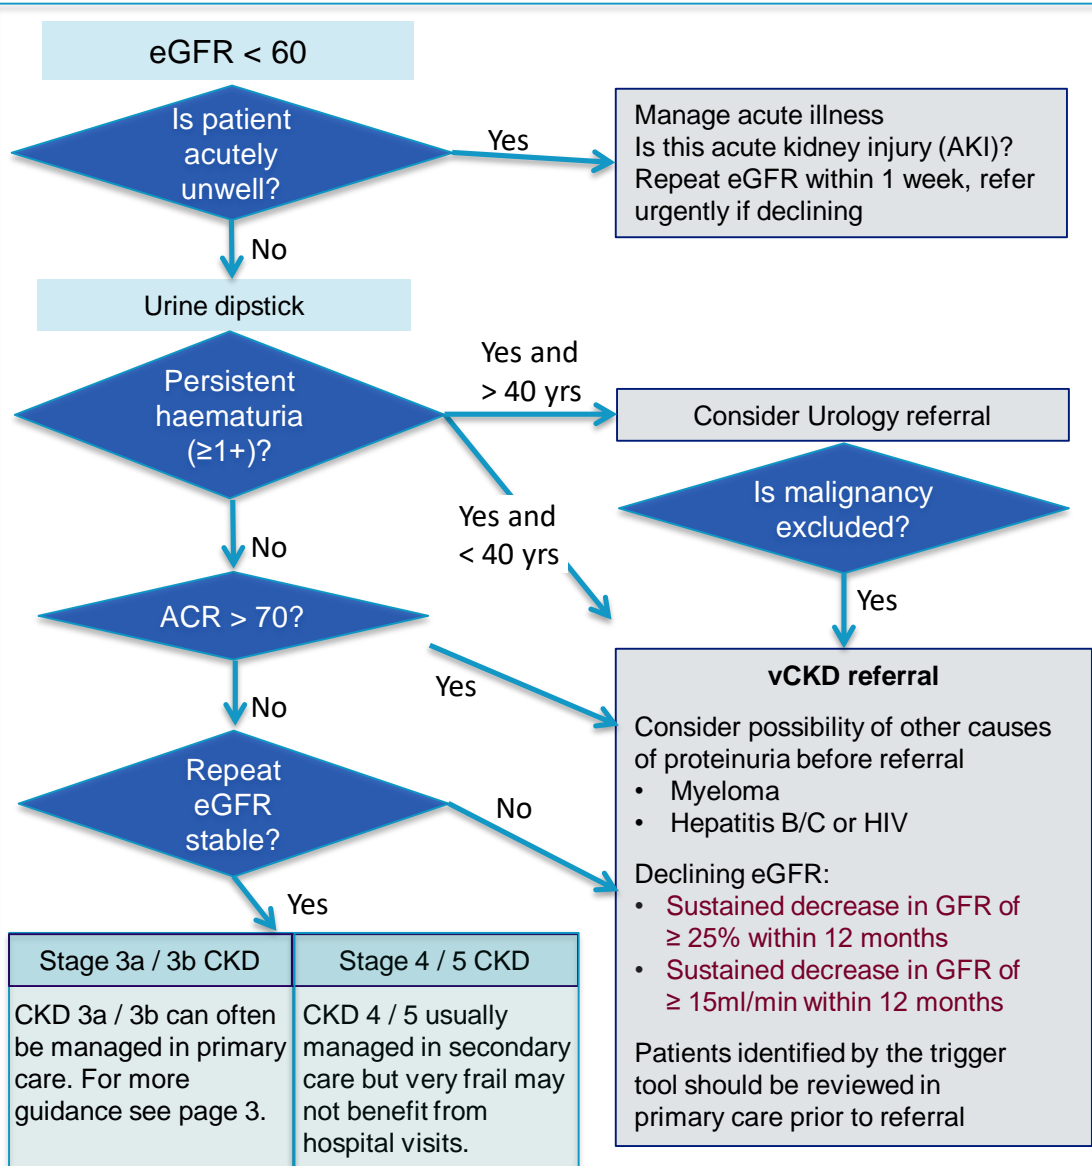 eGFR < 60
Is patient
acutely
unwell?
Yes
Manage acute illness
Is this acute kidney injury (AKI)?
Repeat eGFR within 1 week, refer
urgently if declining
No
Urine dipstick
Persistent
haematuria
(≥1+)?
Yes and
> 40 yrs
Consider Urology referral
Is malignancy
excluded?
Yes and
< 40 yrs
No
Yes
ACR > 70?
Yes
No
vCKD referral
Consider possibility of other causes
of proteinuria before referral
• Myeloma
• Hepatitis B/C or HIV
Declining eGFR:
• Sustained decrease in GFR of
≥ 25% within 12 months
• Sustained decrease in GFR of
≥ 15ml/min within 12 months
Patients identified by the trigger
tool should be reviewed in
primary care prior to referral
Repeat
eGFR
stable?
No
Yes
Stage 3a / 3b CKD
CKD 3a / 3b can often
be managed in primary
care. For more
guidance see page 3.
Stage 4 / 5 CKD
CKD 4 / 5 usually
managed in secondary
care but very frail may
not benefit from
hospital visits.